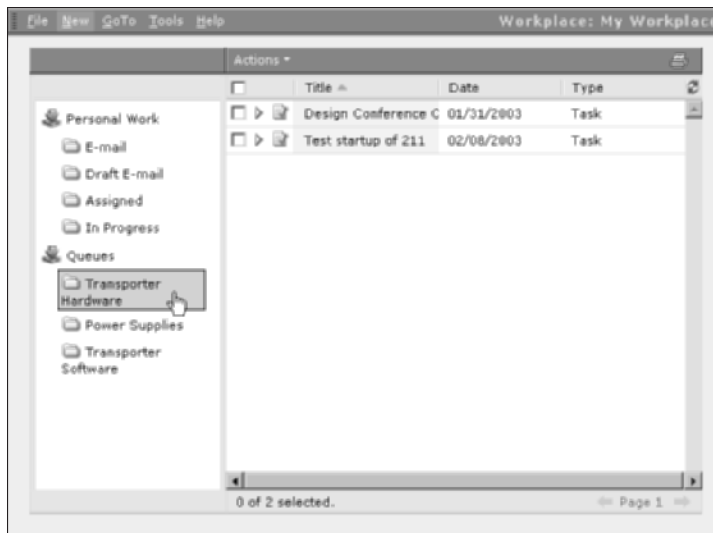 File New GoTo Tools Help
Workplace: My Workplace
Actions
Title Date Type
Design Conference C 01/31/2003 Task
Test startup of 211 02/08/2003 Task
Personal Work
E-mail
Draft E-mail
Assigned
In Progress
Queues
Transporter
Hardware
Power Supplies
Transporter
Software
0 of 2 selected.
Page 1